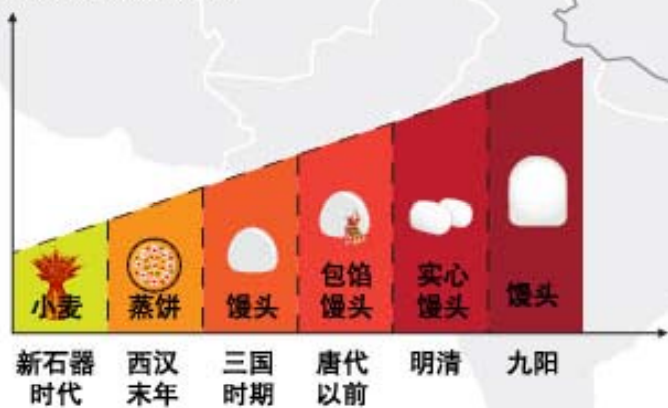 小麦
蒸饼
馒头
包馅
馒头
实心
馒头
馒头
新石器
时代
西汉
末年
三国
时期
唐代
以前
明清
九阳